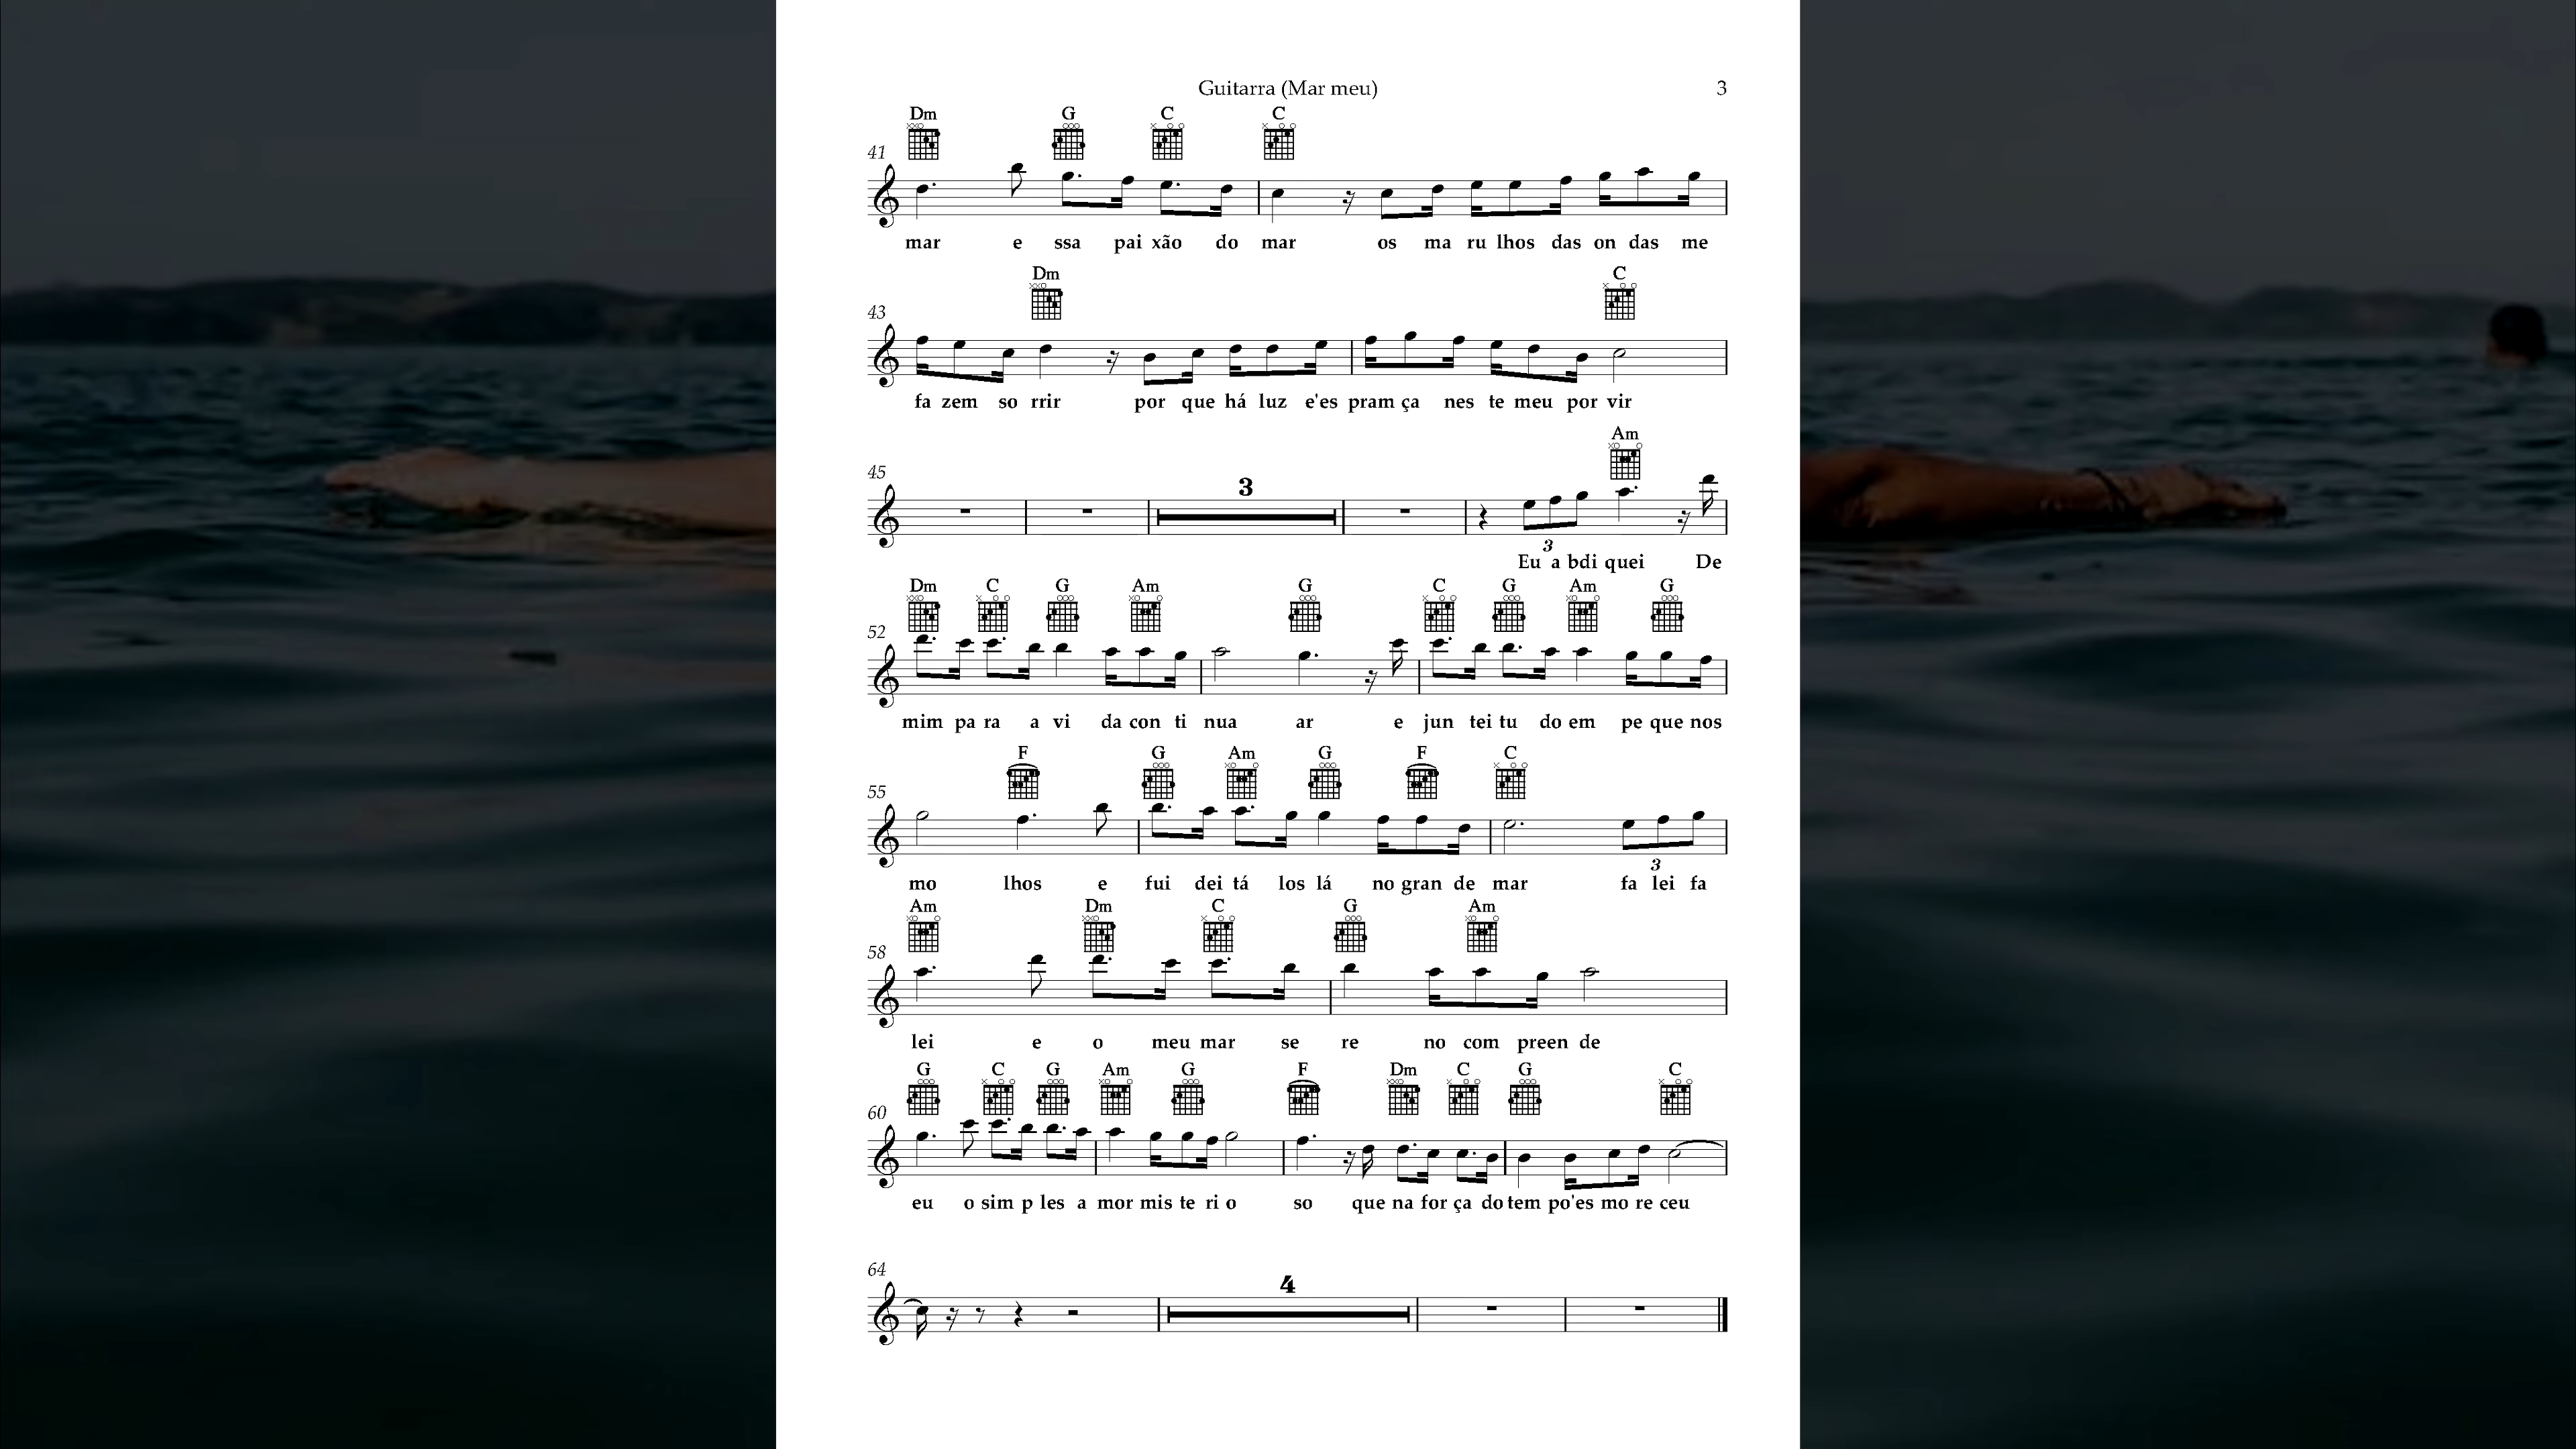 Guitarra (Mar meu) 3
Dm G C C
41
mar e ssa pai xão do mar os ma ru lhos das on das me
Dm C
43
fa zem so rrir por que há luz e'es pram ça nes te meu por vir
Am
45 3
3
Eu a bdi quei De
Dm C G Am G C G Am G
52
mim pa ra a vi da con ti nua ar e jun tei tu do em pe que nos
F G Am G F C
55
3
mo lhos e fui dei tá los lá no gran de mar fa lei fa
Am Dm C G Am
58
lei e o meu mar se re no com preen de
G C G Am G F Dm C G C
60
eu o sim p les a mor mis te ri o so que na for ça do tem po'es mo re ceu
64 4